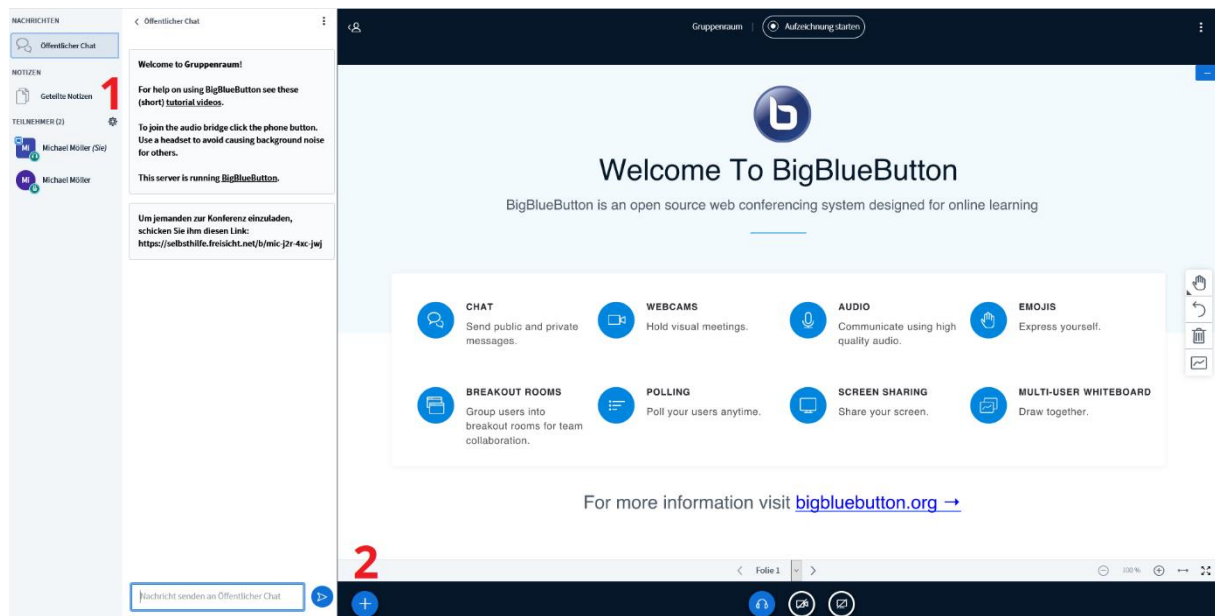 NACHRICHTEN
Öffentlicher Chat
NOTIZEN
Geteilte Notizen
1
TEILNEHMER (2)
Mi
Michael Möller (Sie)
Mi
Michael Möller
Öffentlicher Chat
Welcome to Gruppenraum!
For help on using BigBlueButton see these
(short) tutorial videos.
To join the audio bridge click the phone button.
Use a headset to avoid causing background noise
for others.
This server is running BigBlueButton.
Um jemanden zur Konferenz einzuladen,
schicken Sie ihm diesen Link:
https://selbsthilfe.freisicht.net/b/mic-j2r-4xc-jwj
Nachricht senden an Öffentlicher Chat
Gruppenraum
Aufzeichnung starten
b
Welcome To BigBlueButton
BigBlueButton is an open source web conferencing system designed for online learning
CHAT
Send public and private
messages.
WEBCAMS
Hold visual meetings.
AUDIO
Communicate using high
quality audio.
EMOJIS
Express yourself.
BREAKOUT ROOMS
Group users into
breakout rooms for team
collaboration.
POLLING
Poll your users anytime.
SCREEN SHARING
Share your screen.
MULTI-USER WHITEBOARD
Draw together.
For more information visit bigbluebutton.org →
2
Folie 1
100%